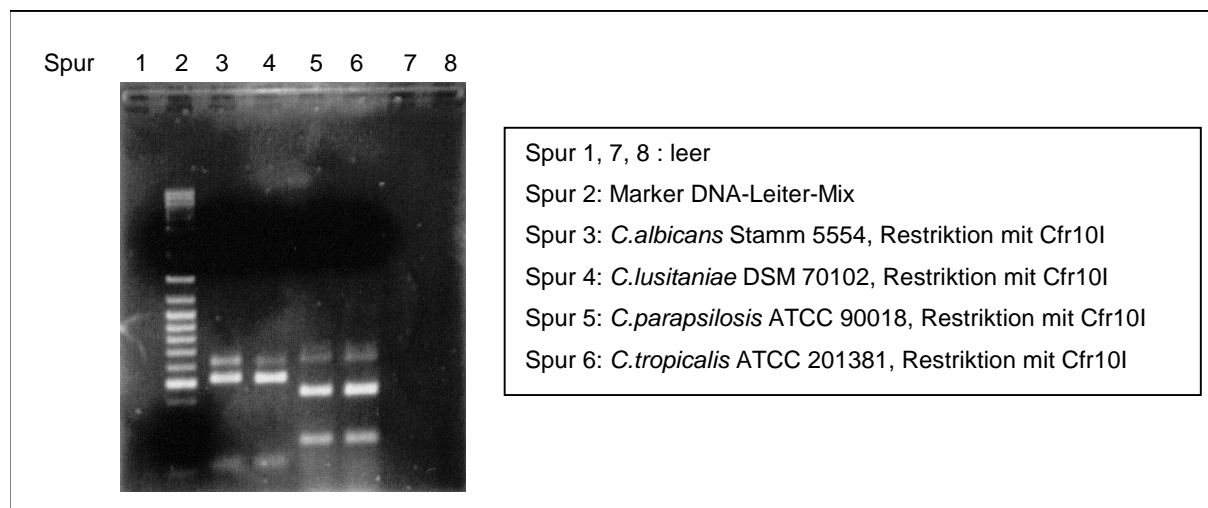 Spur 1 2 3 4 5 6 7 8
Spur 1, 7, 8 : leer
Spur 2: Marker DNA-Leiter-Mix
Spur 3: C.albicans Stamm 5554, Restriktion mit Cfr10I
Spur 4: C.lusitaniae DSM 70102, Restriktion mit Cfr10I
Spur 5: C.parapsilosis ATCC 90018, Restriktion mit Cfr10I
Spur 6: C.tropicalis ATCC 201381, Restriktion mit Cfr10I